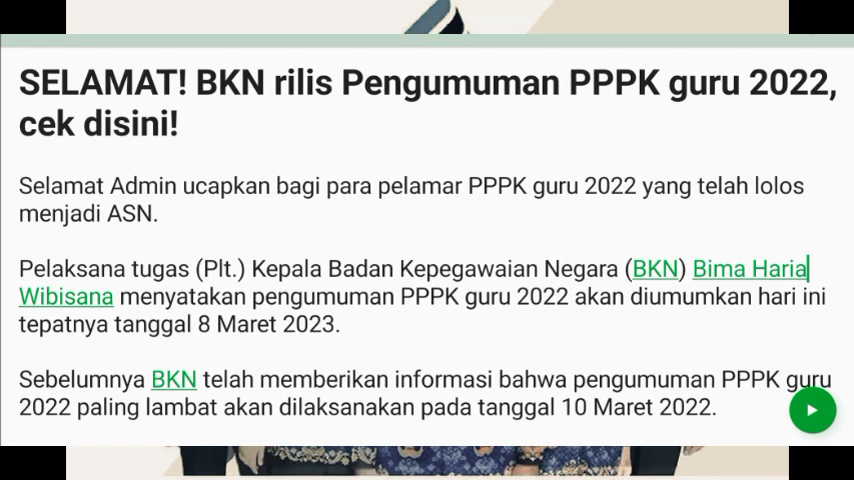 SELAMAT! BKN rilis Pengumuman PPPK guru 2022,
cek disini!
Selamat Admin ucapkan bagi para pelamar PPPK guru 2022 yang telah lolos
menjadi ASN.
Pelaksana tugas (Plt.) Kepala Badan Kepegawaian Negara (BKN) Bima Haria
Wibisana menyatakan pengumuman PPPK guru 2022 akan diumumkan hari ini
tepatnya tanggal 8 Maret 2023.
Sebelumnya BKN telah memberikan informasi bahwa pengumuman PPPK guru
2022 paling lambat akan dilaksanakan pada tanggal 10 Maret 2022.